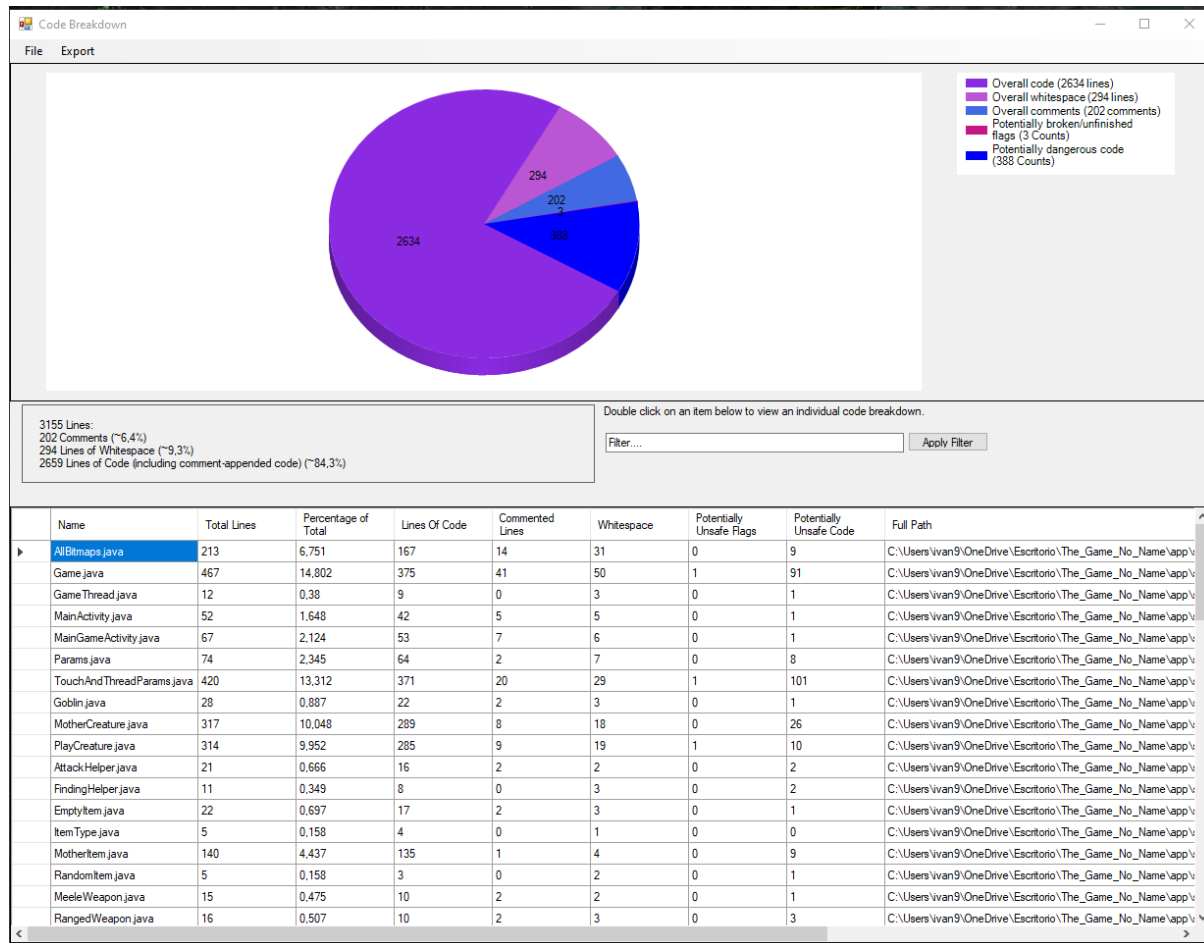 Code Breakdown
File Export
Overall code (2634 lines)
Overall whitespace (294 lines)
Overall comments (202 comments)
Potentially broken/unfinished
flags (3 Counts)
Potentially dangerous code
(388 Counts)
294
202
3
388
2634
3155 Lines:
202 Comments (~6,4%)
294 Lines of Whitespace (~9,3%)
2659 Lines of Code (including comment-appended code) (~84,3%)
Double click on an item below to view an individual code breakdown.
Filter.... Apply Filter
Name Total Lines Percentage of Total Lines Of Code Commented Lines Whitespace Potentially Unsafe Flags Potentially Unsafe Code Full Path
AllBitmaps.java 213 6,751 167 14 31 0 9 C:\Users\ivan9\OneDrive\Escritorio\The_Game_No_Name\app\
Game.java 467 14,802 375 41 50 1 91 C:\Users\ivan9\OneDrive\Escritorio\The_Game_No_Name\app\
GameThread.java 12 0,38 9 0 3 0 1 C:\Users\ivan9\OneDrive\Escritorio\The_Game_No_Name\app\
MainActivity.java 52 1,648 42 5 5 0 1 C:\Users\ivan9\OneDrive\Escritorio\The_Game_No_Name\app\
MainGameActivity.java 67 2,124 53 7 6 0 1 C:\Users\ivan9\OneDrive\Escritorio\The_Game_No_Name\app\
Params.java 74 2,345 64 2 7 0 8 C:\Users\ivan9\OneDrive\Escritorio\The_Game_No_Name\app\
TouchAndThreadParams.java 420 13,312 371 20 29 1 101 C:\Users\ivan9\OneDrive\Escritorio\The_Game_No_Name\app\
Goblin.java 28 0,887 22 2 3 0 1 C:\Users\ivan9\OneDrive\Escritorio\The_Game_No_Name\app\
MotherCreature.java 317 10,048 289 8 18 0 26 C:\Users\ivan9\OneDrive\Escritorio\The_Game_No_Name\app\
PlayCreature.java 314 9,952 285 9 19 1 10 C:\Users\ivan9\OneDrive\Escritorio\The_Game_No_Name\app\
AttackHelper.java 21 0,666 16 2 2 0 2 C:\Users\ivan9\OneDrive\Escritorio\The_Game_No_Name\app\
FindingHelper.java 11 0,349 8 0 3 0 2 C:\Users\ivan9\OneDrive\Escritorio\The_Game_No_Name\app\
EmptyItem.java 22 0,697 17 2 3 0 1 C:\Users\ivan9\OneDrive\Escritorio\The_Game_No_Name\app\
ItemType.java 5 0,158 4 0 1 0 0 C:\Users\ivan9\OneDrive\Escritorio\The_Game_No_Name\app\
MotherItem.java 140 4,437 135 1 4 0 9 C:\Users\ivan9\OneDrive\Escritorio\The_Game_No_Name\app\
RandomItem.java 5 0,158 3 0 2 0 1 C:\Users\ivan9\OneDrive\Escritorio\The_Game_No_Name\app\
MeeleWeapon.java 15 0,475 10 2 2 0 1 C:\Users\ivan9\OneDrive\Escritorio\The_Game_No_Name\app\
RangedWeapon.java 16 0,507 10 2 3 0 3 C:\Users\ivan9\OneDrive\Escritorio\The_Game_No_Name\app\